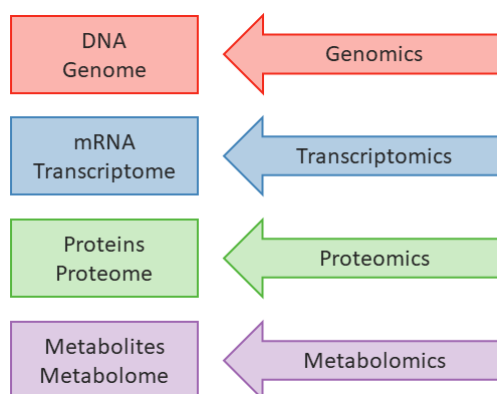 DNA
Genome
Genomics
mRNA
Transcriptome
Transcriptomics
Proteins
Proteome
Proteomics
Metabolites
Metabolome
Metabolomics